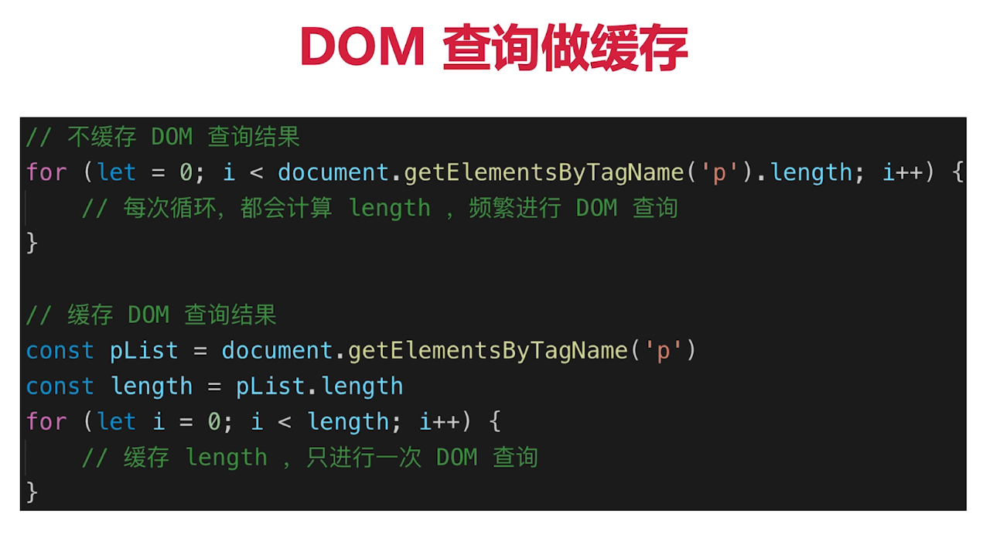 DOM 查询做缓存
// 不缓存 DOM 查询结果
for (let = 0; i < document.getElementsByTagName('p').length; i++) {
// 每次循环，都会计算 length ，频繁进行 DOM 查询
}
// 缓存 DOM 查询结果
const pList = document.getElementsByTagName('p')
const length = pList.length
for (let i = 0; i < length; i++) {
// 缓存 length ，只进行一次 DOM 查询
}